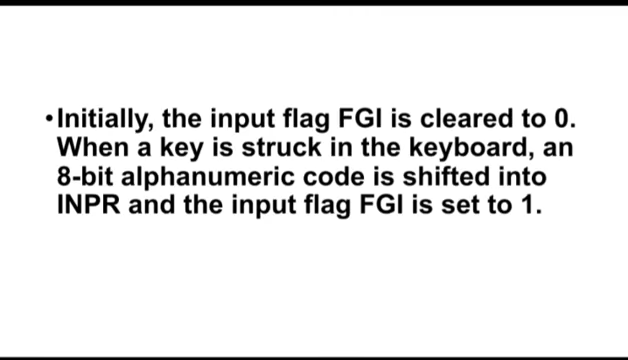 •Initially, the input flag FGI is cleared to 0.
When a key is struck in the keyboard, an
8-bit alphanumeric code is shifted into
INPR and the input flag FGI is set to 1.